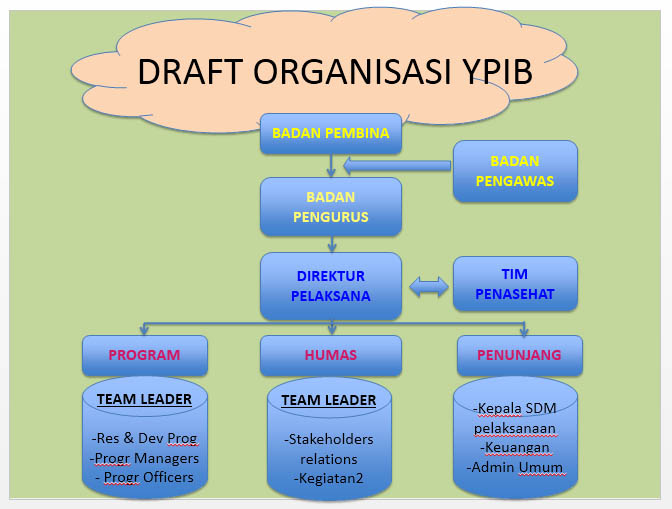 DRAFT ORGANISASI YPIB
BADAN PEMBINA
BADAN
PENGAWAS
BADAN
PENGURUS
DIREKTUR
PELAKSANA
TIM
PENASEHAT
PROGRAM
HUMAS
PENUNJANG
TEAM LEADER
-Res & Dev Prog
-Progr Managers
- Progr Officers
TEAM LEADER
-Stakeholders
relations
-Kegiatan2
-Kepala SDM
pelaksanaan
-Keuangan
-Admin Umum